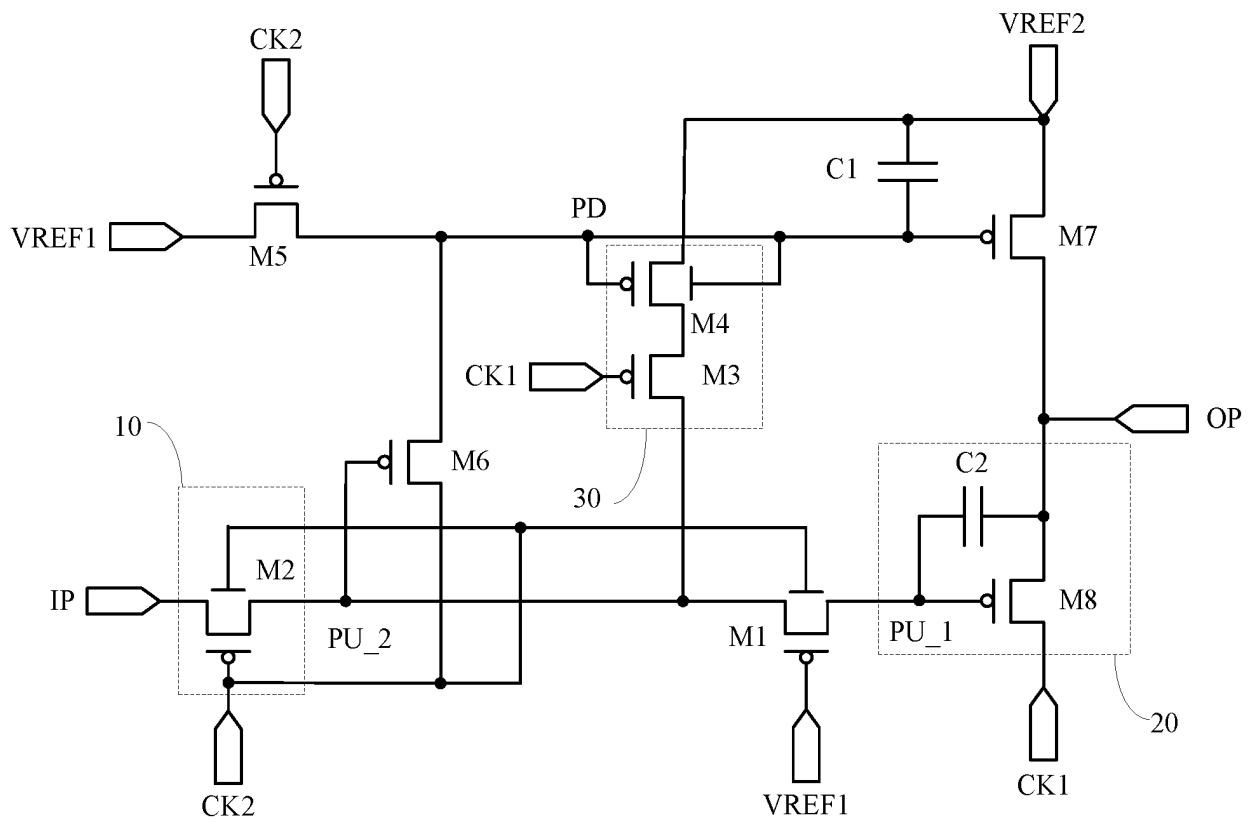 CK2
VREF2
C1
PD
VREF1
M5
M7
M4
CK1
M3
10
OP
M6
C2
30
M2
IP
M8
PU_2
M1
PU_1
20
CK2
VREF1
CK1